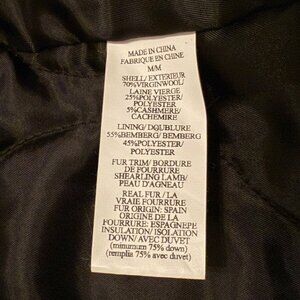 MADE IN CHINA
FABRIQUE EN CHINE
M/M
SHELL/EXTERIEUR
70%VIRGINWOOL/
LAINE VIERGE
25%POLYESTER/
POLYESTER
5%CASHMERE/
CACHEMIRE
LINING/DOUBLURE
55%BEMBERG/BEMBERG
45%POLYESTER/
POLYESTER
FUR TRIM/BORDURE
DE FOURRURE
SHEARLING LAMB/
PEAU D'AGNEAU
REAL FUR / LA
VRAIE FOURRURE
FUR ORIGIN: SPAIN
ORIGINE DE LA
FOURRURE: ESPAGNEPE
INSULATION/ISOLATION
DOWN/AVEC DUVET
(minumum 75% down)
(remplis 75% avec duvet)